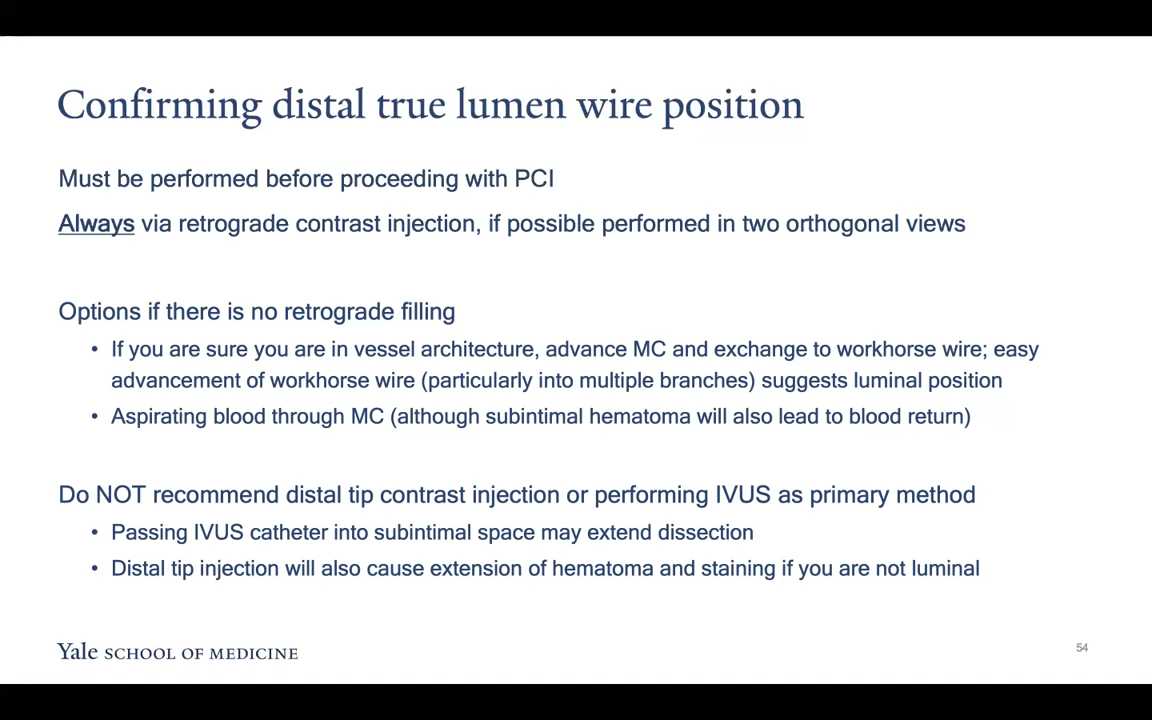 Confirming distal true lumen wire position
Must be performed before proceeding with PCI
Always via retrograde contrast injection, if possible performed in two orthogonal views
Options if there is no retrograde filling
• If you are sure you are in vessel architecture, advance MC and exchange to workhorse wire; easy
advancement of workhorse wire (particularly into multiple branches) suggests luminal position
• Aspirating blood through MC (although subintimal hematoma will also lead to blood return)
Do NOT recommend distal tip contrast injection or performing IVUS as primary method
• Passing IVUS catheter into subintimal space may extend dissection
• Distal tip injection will also cause extension of hematoma and staining if you are not luminal
Yale SCHOOL OF MEDICINE
54